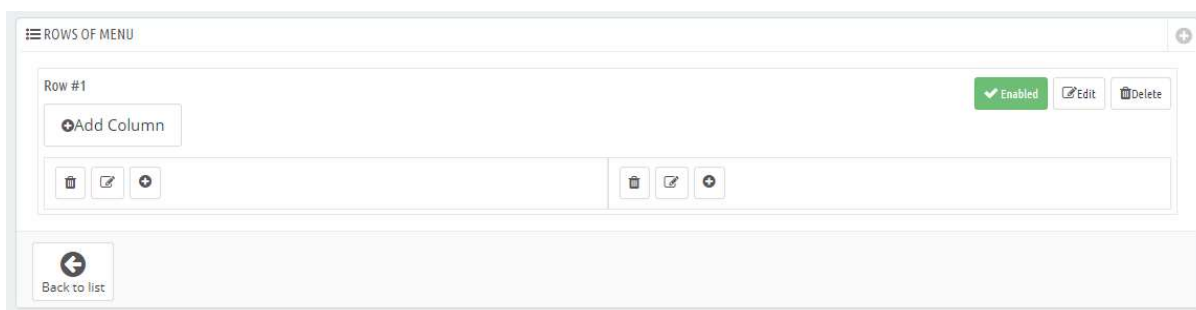 ROWS OF MENU
Row #1
Enabled
Edit
Delete
Add Column
Back to list